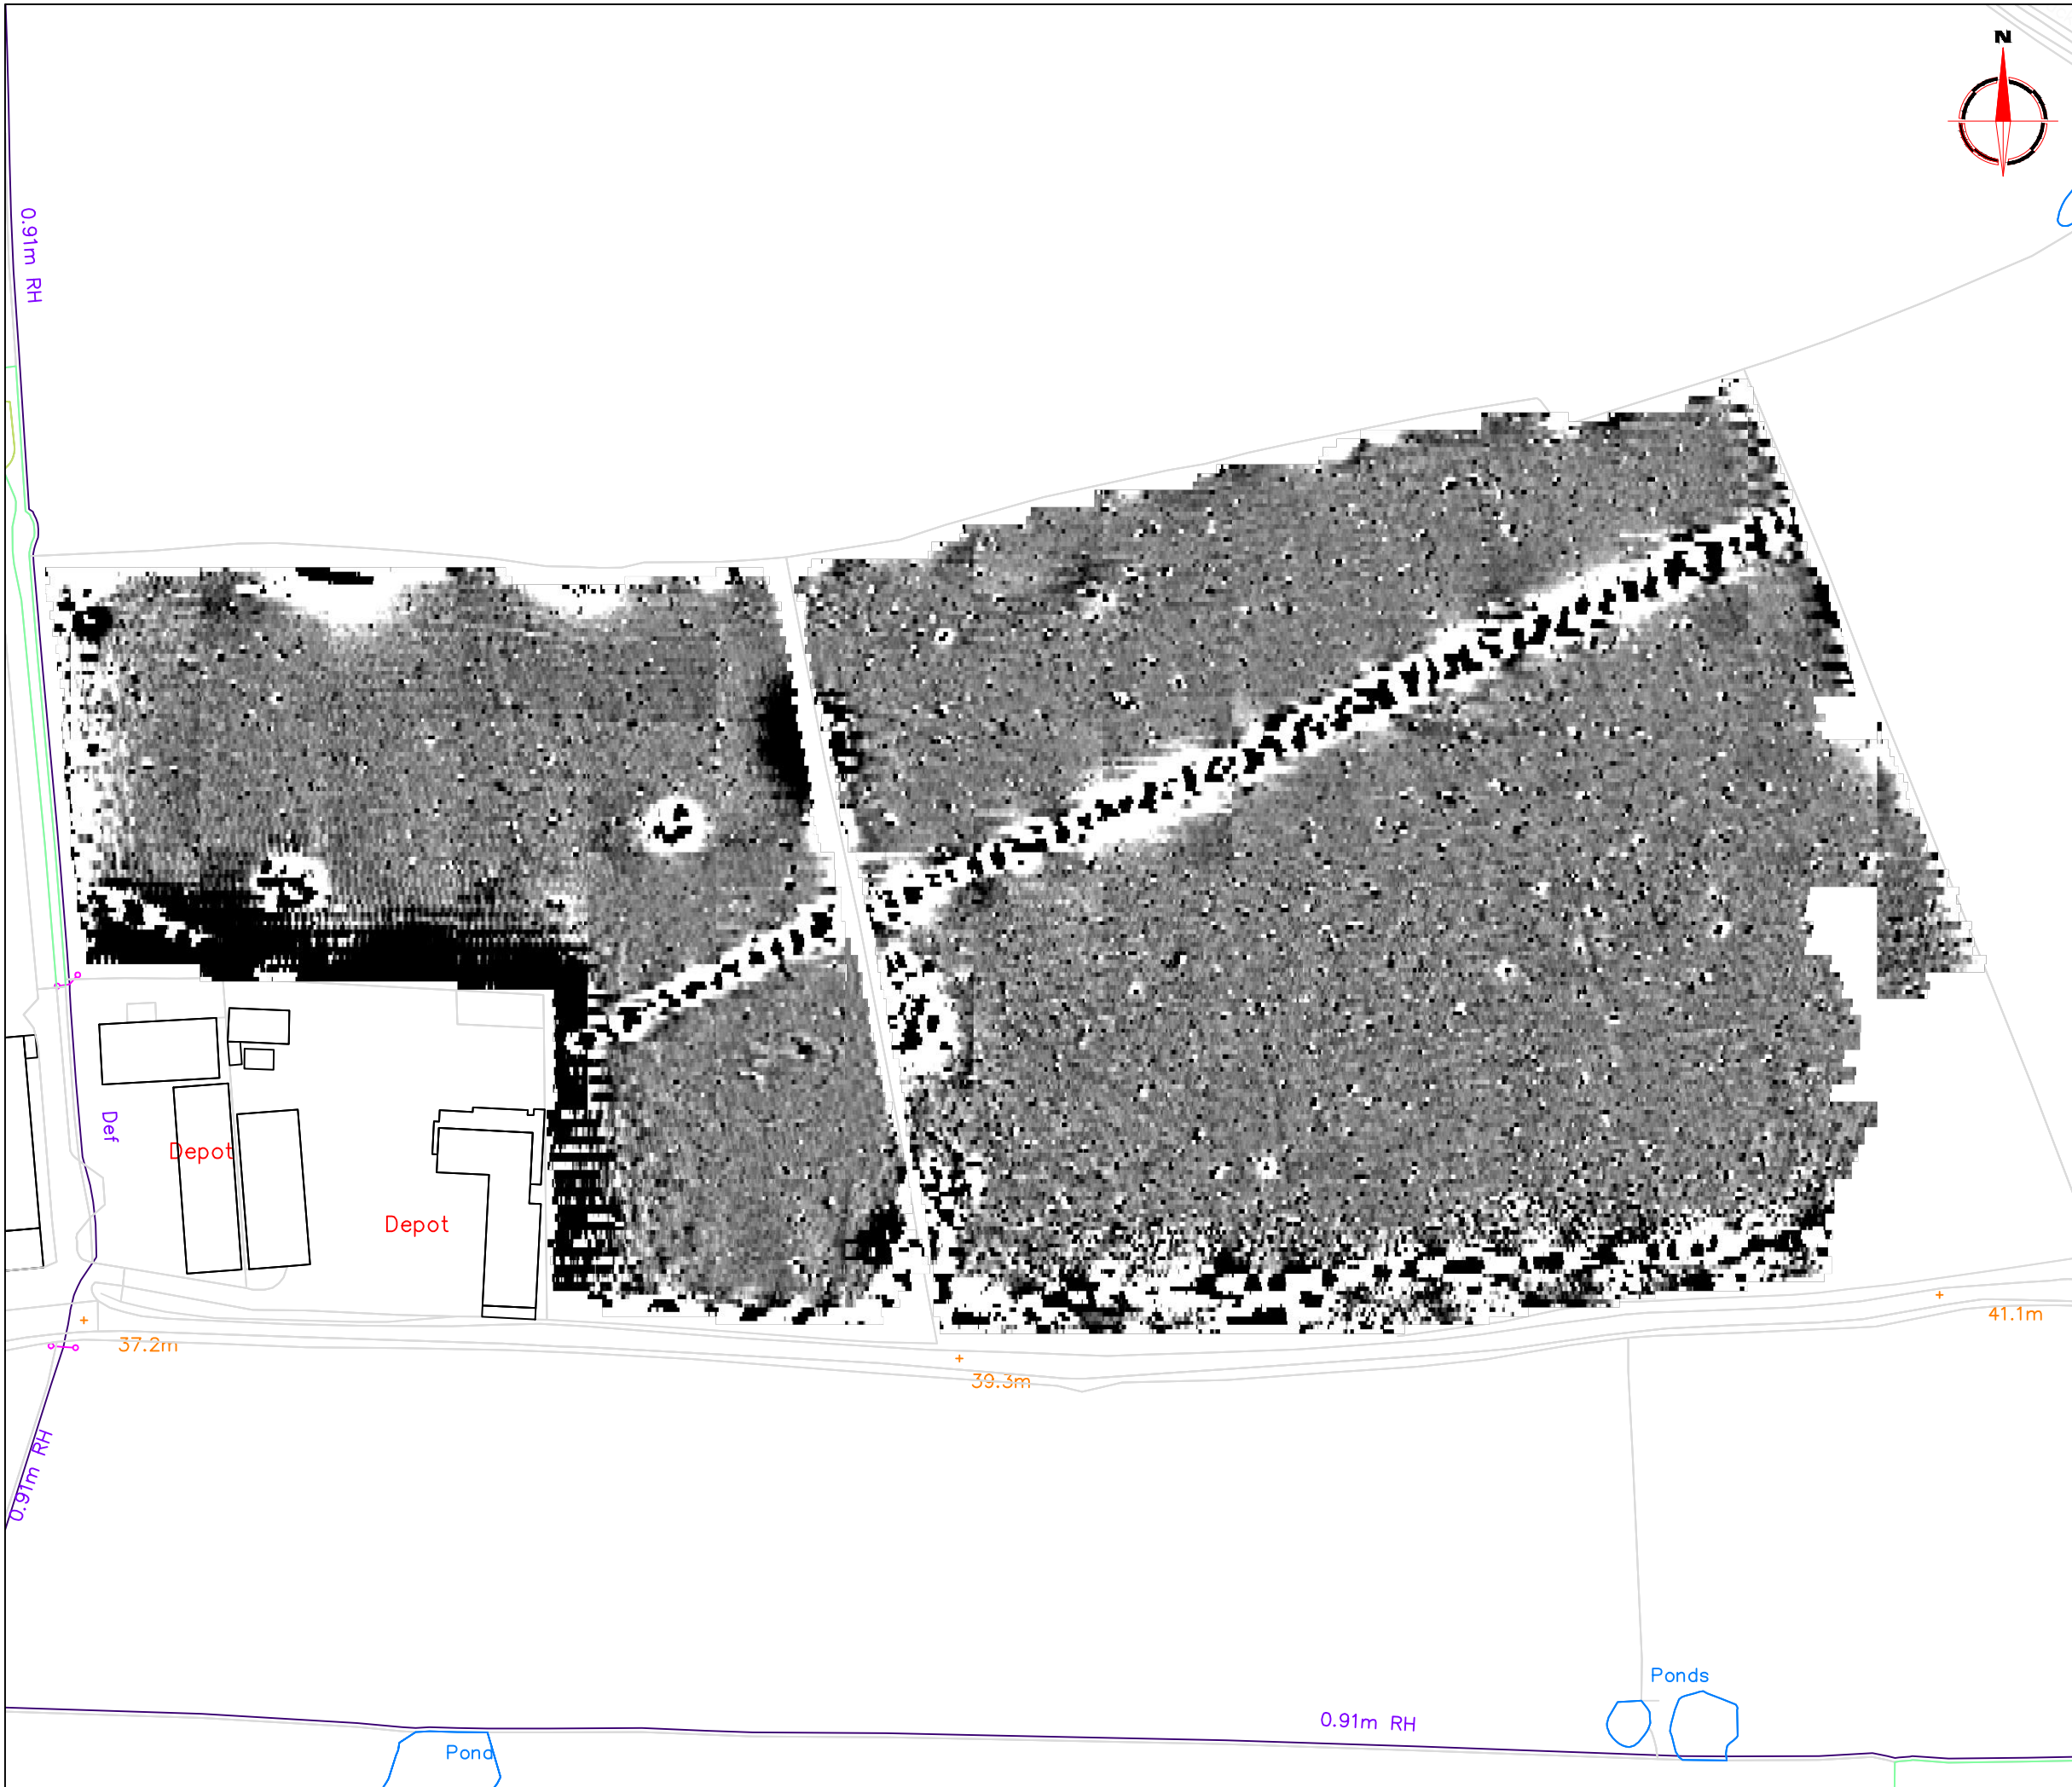 N
0.91m RH
Def
Depot
Depot
37.2m
39.3m
41.1m
0.91m RH
Ponds
0.91m RH
Pond